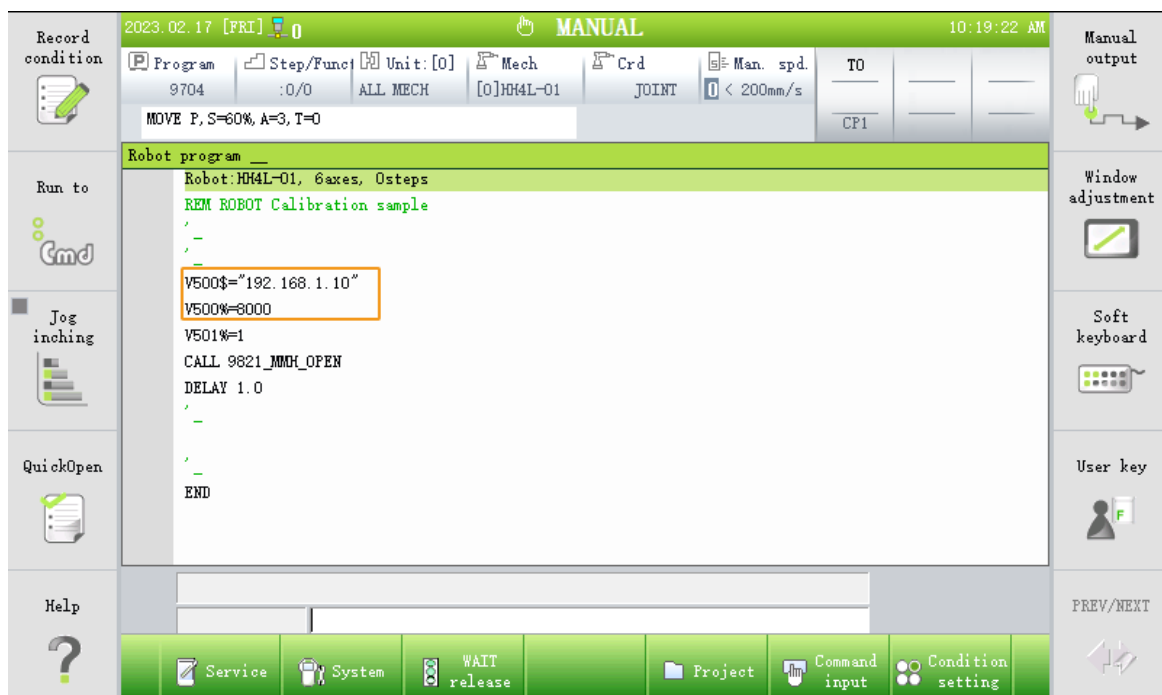 Record
condition
Run to
Cmd
Jog
inching
QuickOpen
Help
2023.02.17 [FRI] 0 MANUAL 10:19:22 AM
P Program Step/Funct Unit:[0] Mech Crd Man. spd.
9704 :0/0 ALL MECH [0]HH4L-01 JOINT 0 < 200mm/s
MOVE P,S=60%,A=3,T=0
T0
CP1
Robot program __
Robot:HH4L-01, 6axes, 0steps
REM ROBOT Calibration sample
' _
' _
V500$="192.168.1.10"
V500%=8000
V501%=1
CALL 9821_MMH_OPEN
DELAY 1.0
' _
' _
END
Service
System
WAIT
release
Project
Command
input
Condition
setting
Manual
output
Window
adjustment
Soft
keyboard
User key
F
PREV/NEXT